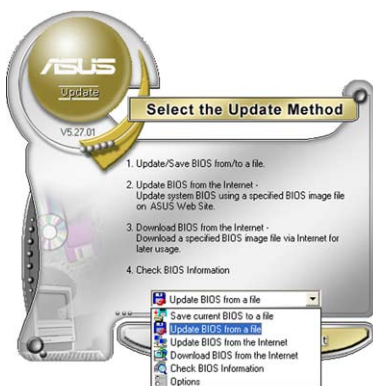 ASUS
Update
V5.27.01
Select the Update Method
1. Update/Save BIOS from/to a file.
2. Update BIOS from the Internet -
Update system BIOS using a specified BIOS image file
on ASUS Web Site.
3. Download BIOS from the Internet -
Download a specified BIOS image file via Internet for
later usage.
4. Check BIOS Information
Update BIOS from a file
Save current BIOS to a file
Update BIOS from a file
Update BIOS from the Internet
Download BIOS from the Internet
Check BIOS Information
Options